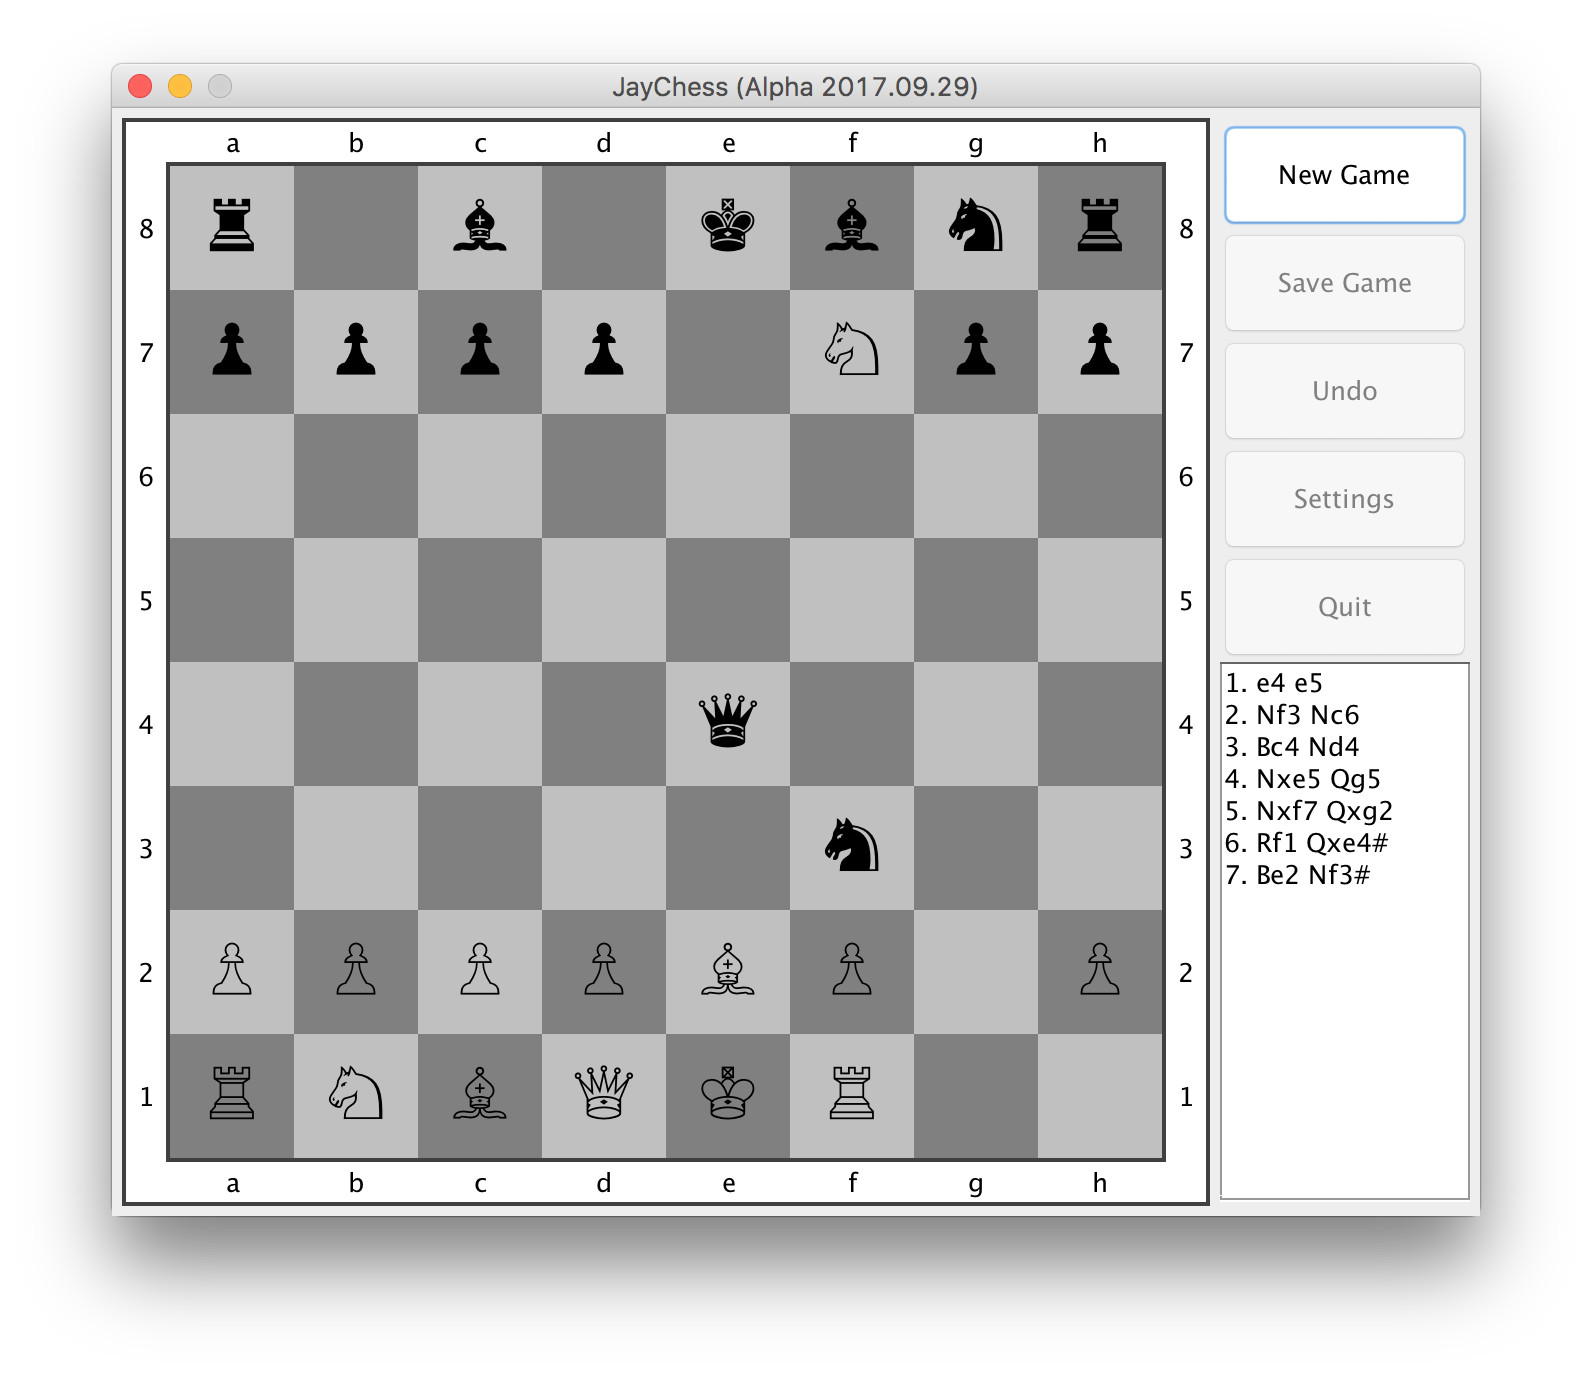 JayChess (Alpha 2017.09.29)
a b c d e f g h
8 8
7 7
6 6
5 5
4 4
3 3
2 2
1 1
a b c d e f g h
New Game
Save Game
Undo
Settings
Quit
1. e4 e5
2. Nf3 Nc6
3. Bc4 Nd4
4. Nxe5 Qg5
5. Nxf7 Qxg2
6. Rf1 Qxe4#
7. Be2 Nf3#